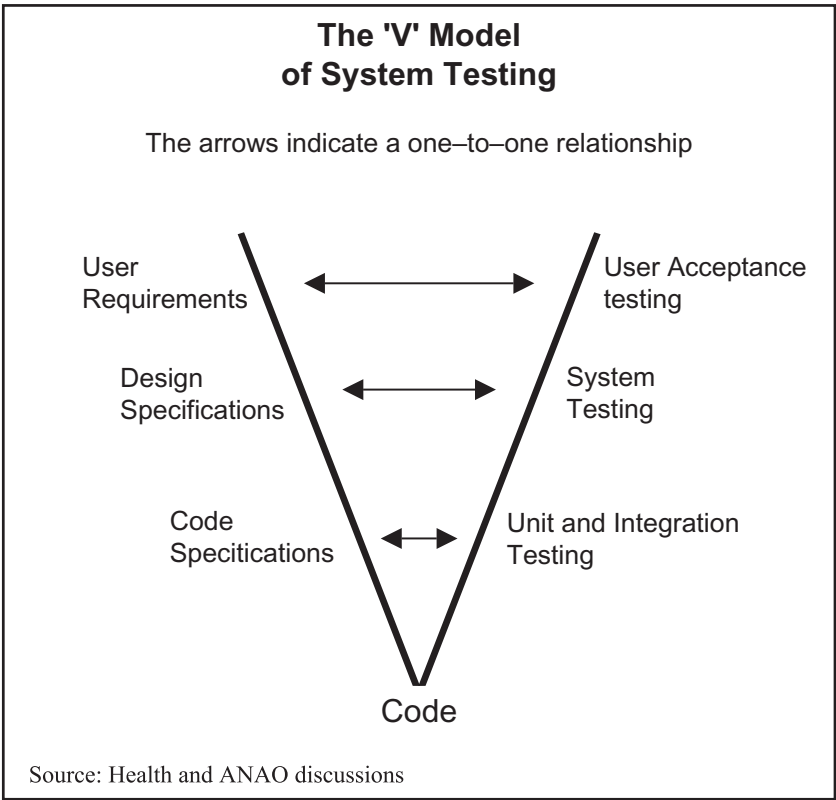 The 'V' Model
of System Testing
The arrows indicate a one–to–one relationship
User
Requirements
User Acceptance
testing
Design
Specifications
System
Testing
Code
Specitications
Unit and Integration
Testing
Code
Source: Health and ANAO discussions